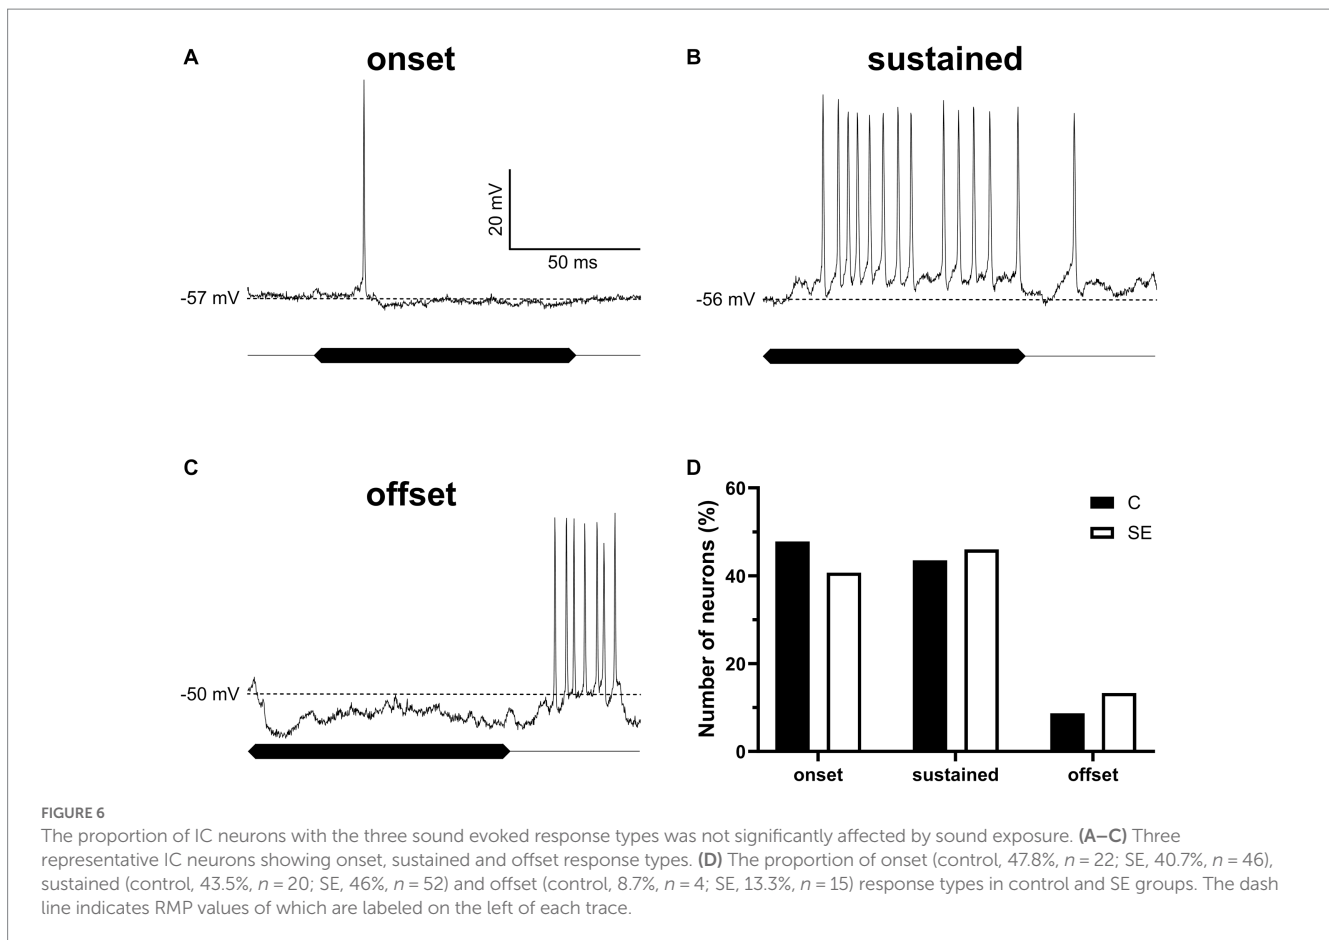 A
onset
20 mV
50 ms
-57 mV
B
sustained
-56 mV
C
offset
-50 mV
D
Number of neurons (%)
60
40
20
0
C
SE
onset
sustained
offset
FIGURE 6
The proportion of IC neurons with the three sound evoked response types was not significantly affected by sound exposure. (A–C) Three
representative IC neurons showing onset, sustained and offset response types. (D) The proportion of onset (control, 47.8%, n = 22; SE, 40.7%, n = 46),
sustained (control, 43.5%, n = 20; SE, 46%, n = 52) and offset (control, 8.7%, n = 4; SE, 13.3%, n = 15) response types in control and SE groups. The dash
line indicates RMP values of which are labeled on the left of each trace.